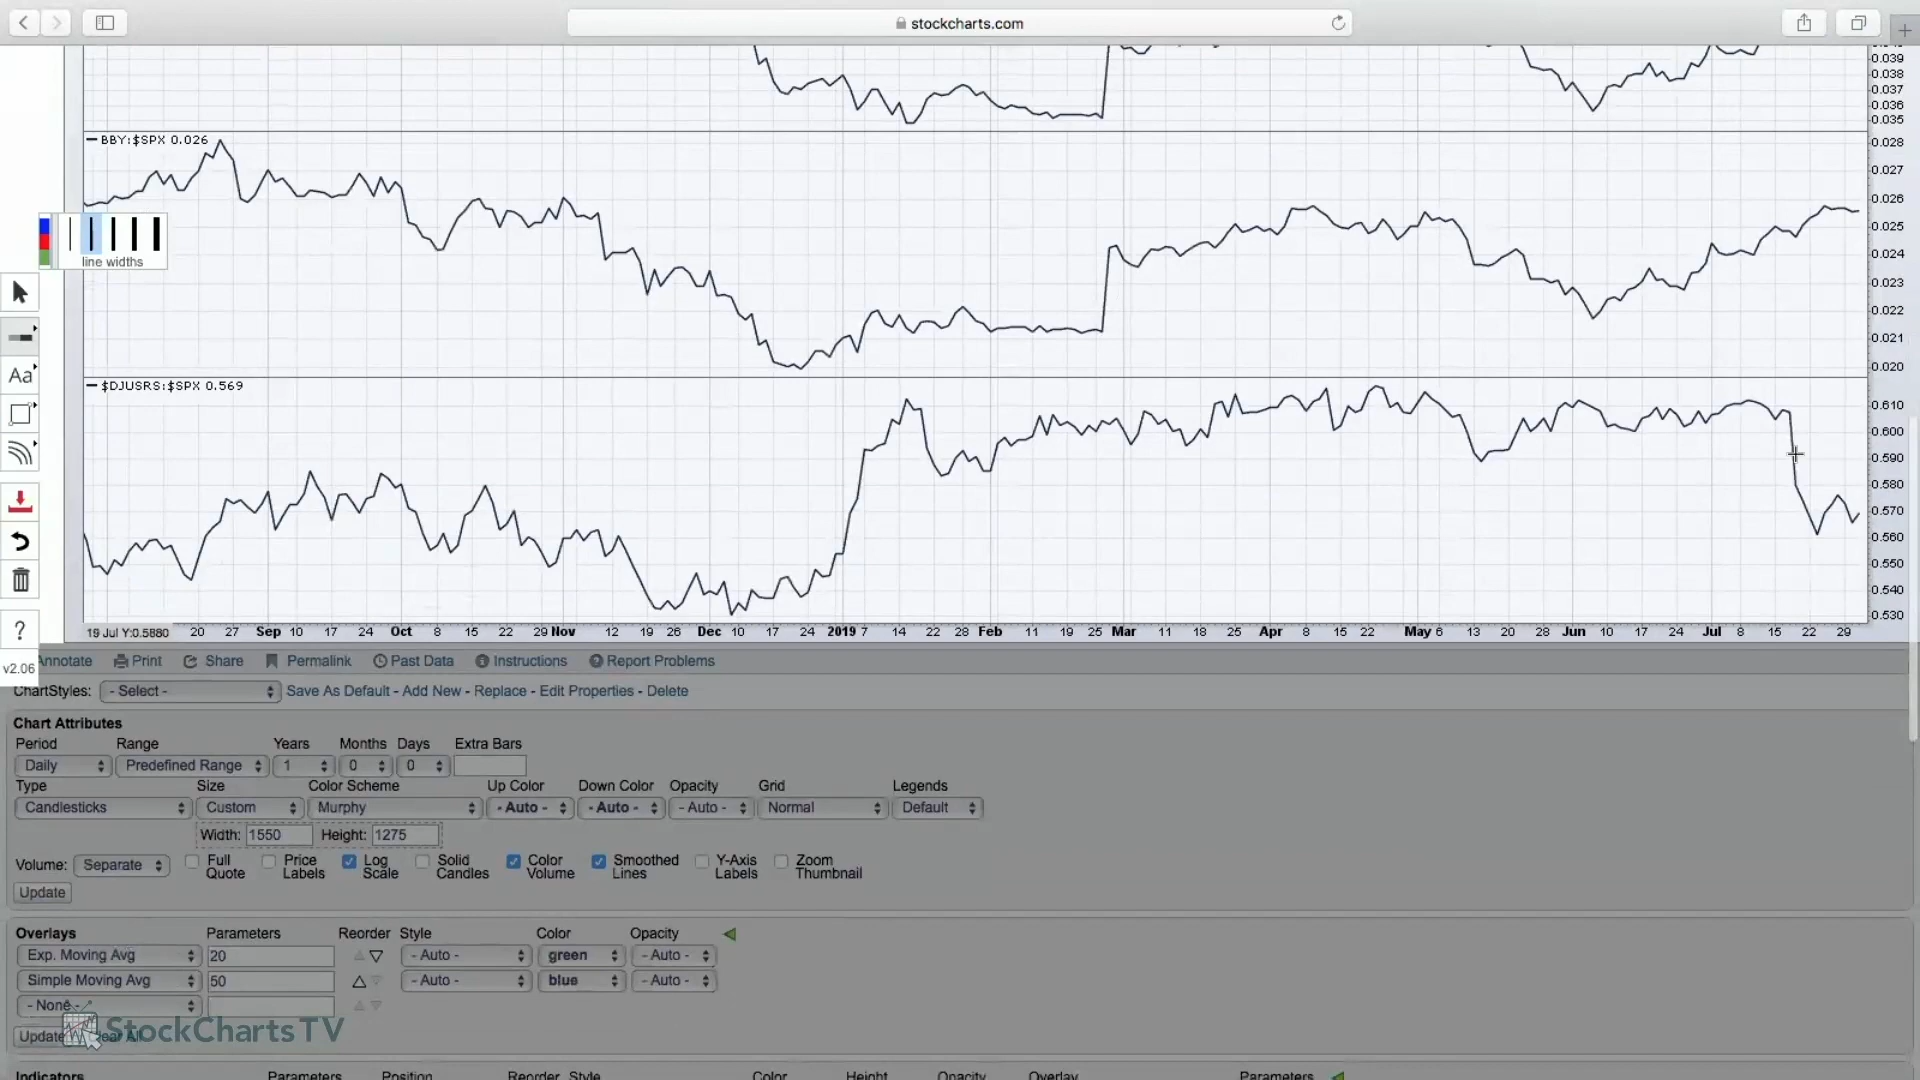 stockcharts.com
0.039
0.038
0.037
0.036
0.035
BBY:$SPX 0.026
0.028
0.027
0.026
0.025
0.024
0.023
0.022
0.021
0.020
line widths
Aa
?
v2.06
$DJUSRS:$SPX 0.569
0.610
0.600
0.590
0.580
0.570
0.560
0.550
0.540
0.530
19 Jul Y:0.5880 20 27 Sep 10 17 24 Oct 8 15 22 29 Nov 12 19 26 Dec 10 17 24 2019 7 14 22 28 Feb 11 19 25 Mar 11 18 25 Apr 8 15 22 May 6 13 20 28 Jun 10 17 24 Jul 8 15 22 29
Annotate Print Share Permalink Past Data Instructions Report Problems
ChartStyles: - Select - Save As Default - Add New - Replace - Edit Properties - Delete
Chart Attributes
Period Range Years Months Days Extra Bars
Daily Predefined Range 1 0 0
Type Size Color Scheme Up Color Down Color Opacity Grid Legends
Candlesticks Custom Murphy - Auto - - Auto - - Auto - Normal Default
Width: 1550 Height: 1275
Volume: Separate Full Quote Price Labels Log Scale Solid Candles Color Volume Smoothed Lines Y-Axis Labels Zoom Thumbnail
Update
Overlays Parameters Reorder Style Color Opacity
Exp. Moving Avg 20 - Auto - green - Auto -
Simple Moving Avg 50 - Auto - blue - Auto -
- None -
Update
StockChartsTV
Indicators Parameters Position Reorder Style Color Height Opacity Overlay Parameters